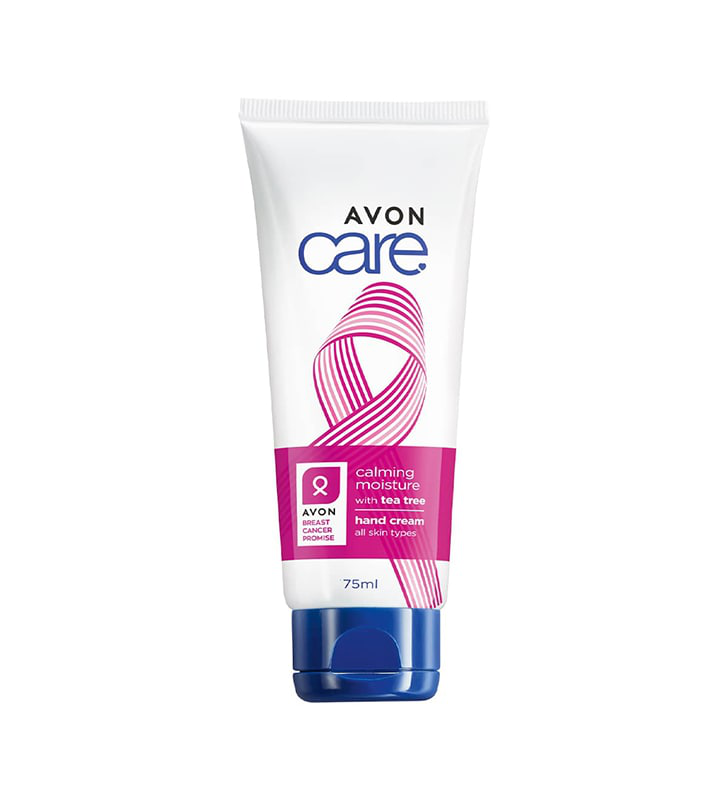 AVON
care
AVON
BREAST
CANCER
PROMISE
calming
moisture
with tea tree
hand cream
all skin types
75ml